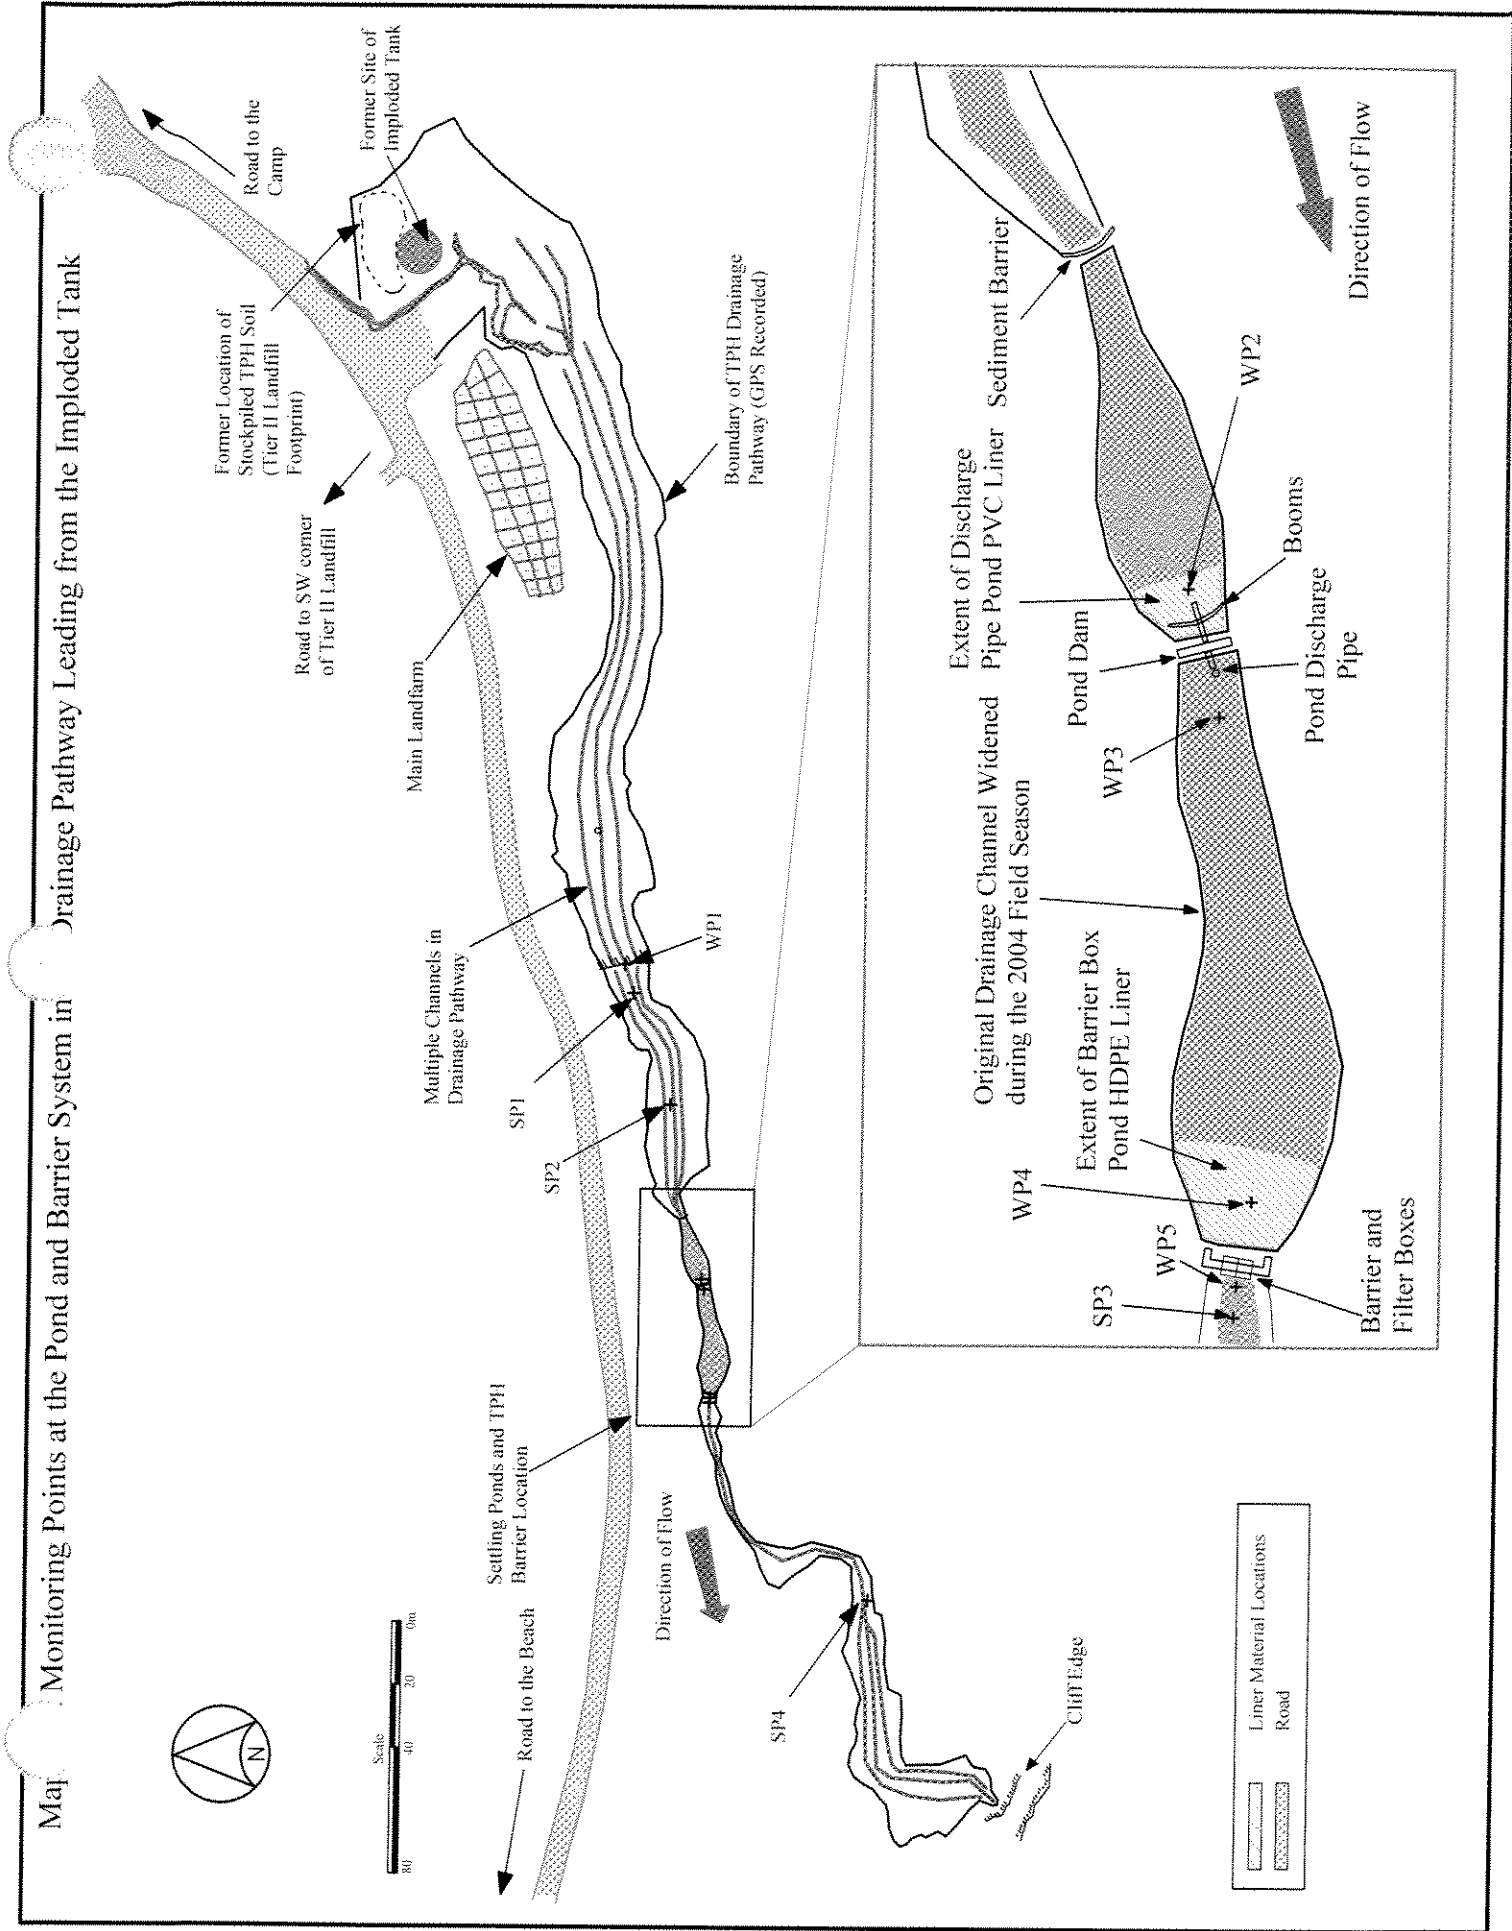 Monitoring Points at the Pond and Barrier System in
Drainage Pathway Leading from the Imploded Tank
N
Scale
80
40
20
0m
Road to the Beach
Settling Ponds and TPH
Barrier Location
Direction of Flow
SP4
Cliff Edge
SP2
SP1
Multiple Channels in
Drainage Pathway
WP1
Main Landfarm
Road to SW corner
of Tier II Landfill
Former Location of
Stockpiled TPH Soil
(Tier II Landfill
Footprint)
Road to the
Camp
Former Site of
Imploded Tank
Boundary of TPH Drainage
Pathway (GPS Recorded)
Liner Material Locations
Road
SP3
WP5
WP4
Barrier and
Filter Boxes
Extent of Barrier Box
Pond HDPE Liner
Original Drainage Channel Widened
during the 2004 Field Season
WP3
Pond Dam
Pond Discharge
Pipe
Booms
WP2
Extent of Discharge
Pipe Pond PVC Liner
Sediment Barrier
Direction of Flow